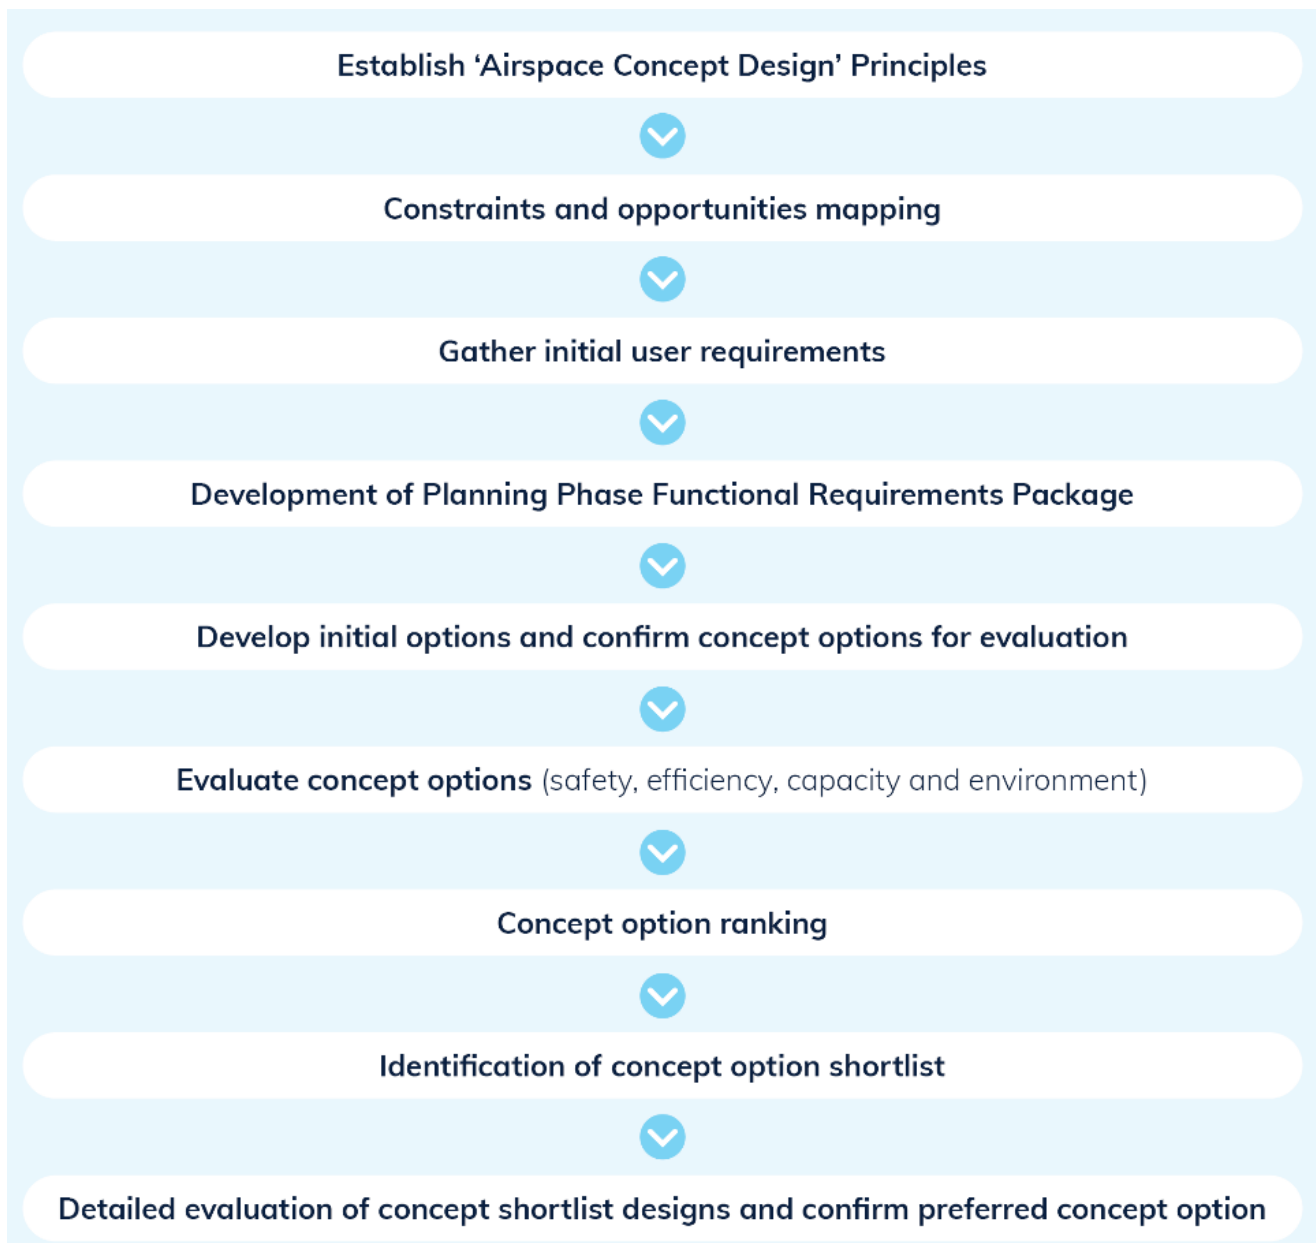 Establish ‘Airspace Concept Design’ Principles
Constraints and opportunities mapping
Gather initial user requirements
Development of Planning Phase Functional Requirements Package
Develop initial options and confirm concept options for evaluation
Evaluate concept options (safety, efficiency, capacity and environment)
Concept option ranking
Identification of concept option shortlist
Detailed evaluation of concept shortlist designs and confirm preferred concept option